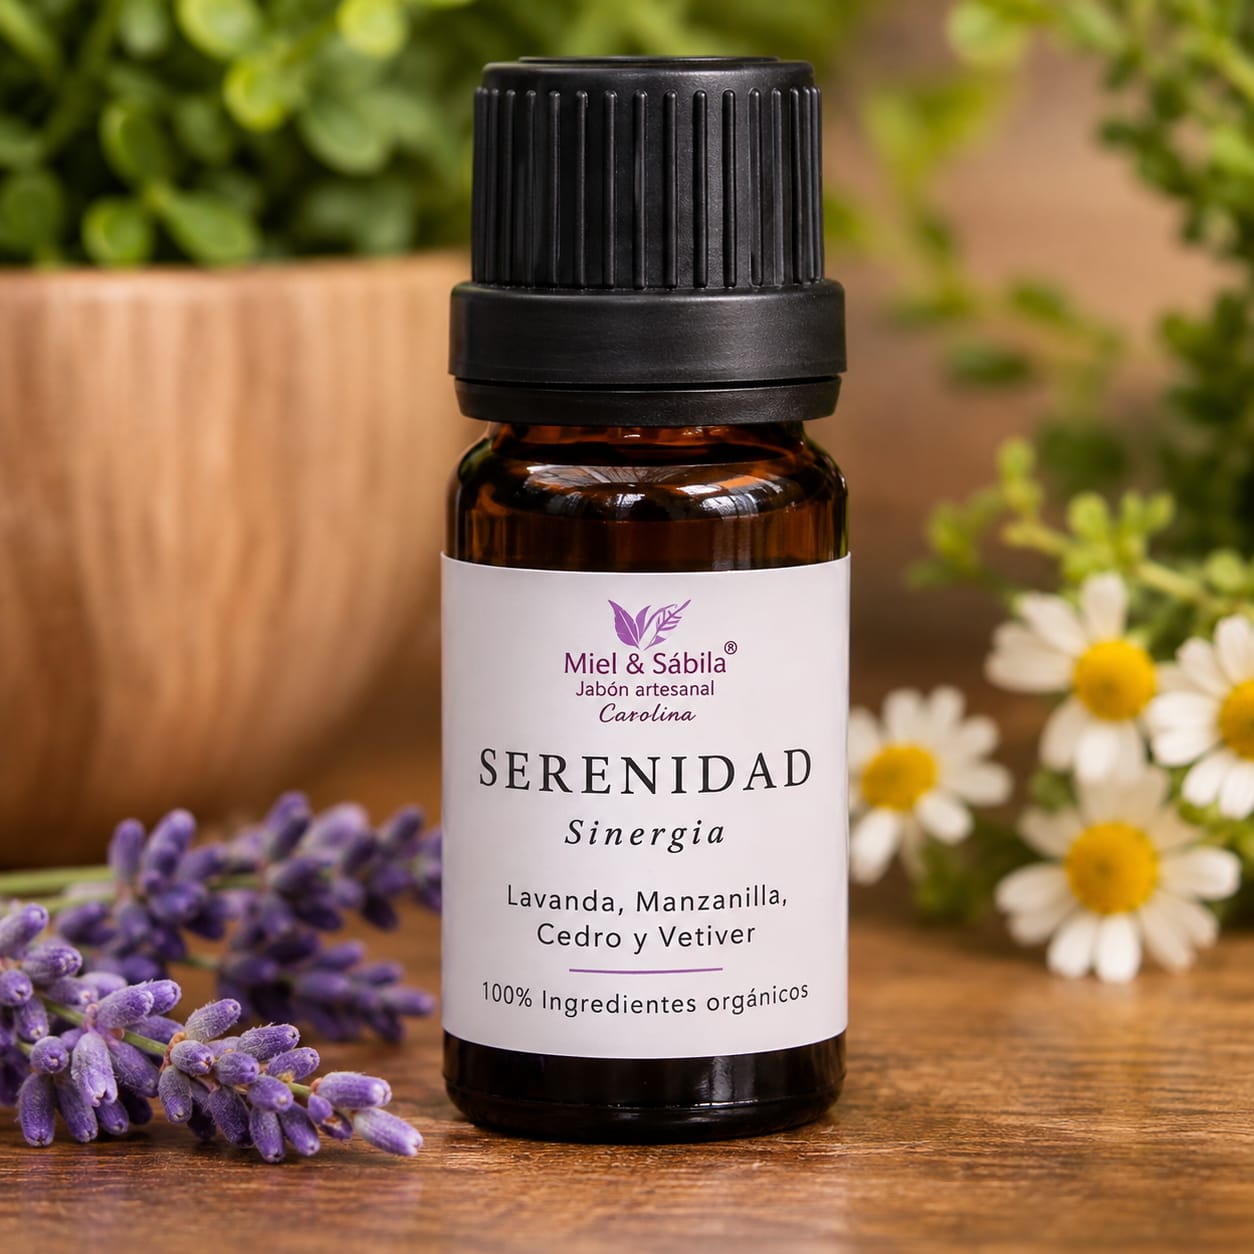 Miel & Sábila®
Jabón artesanal
Carolina
SERENIDAD
Sinergia
Lavanda, Manzanilla,
Cedro y Vetiver
100% Ingredientes orgánicos